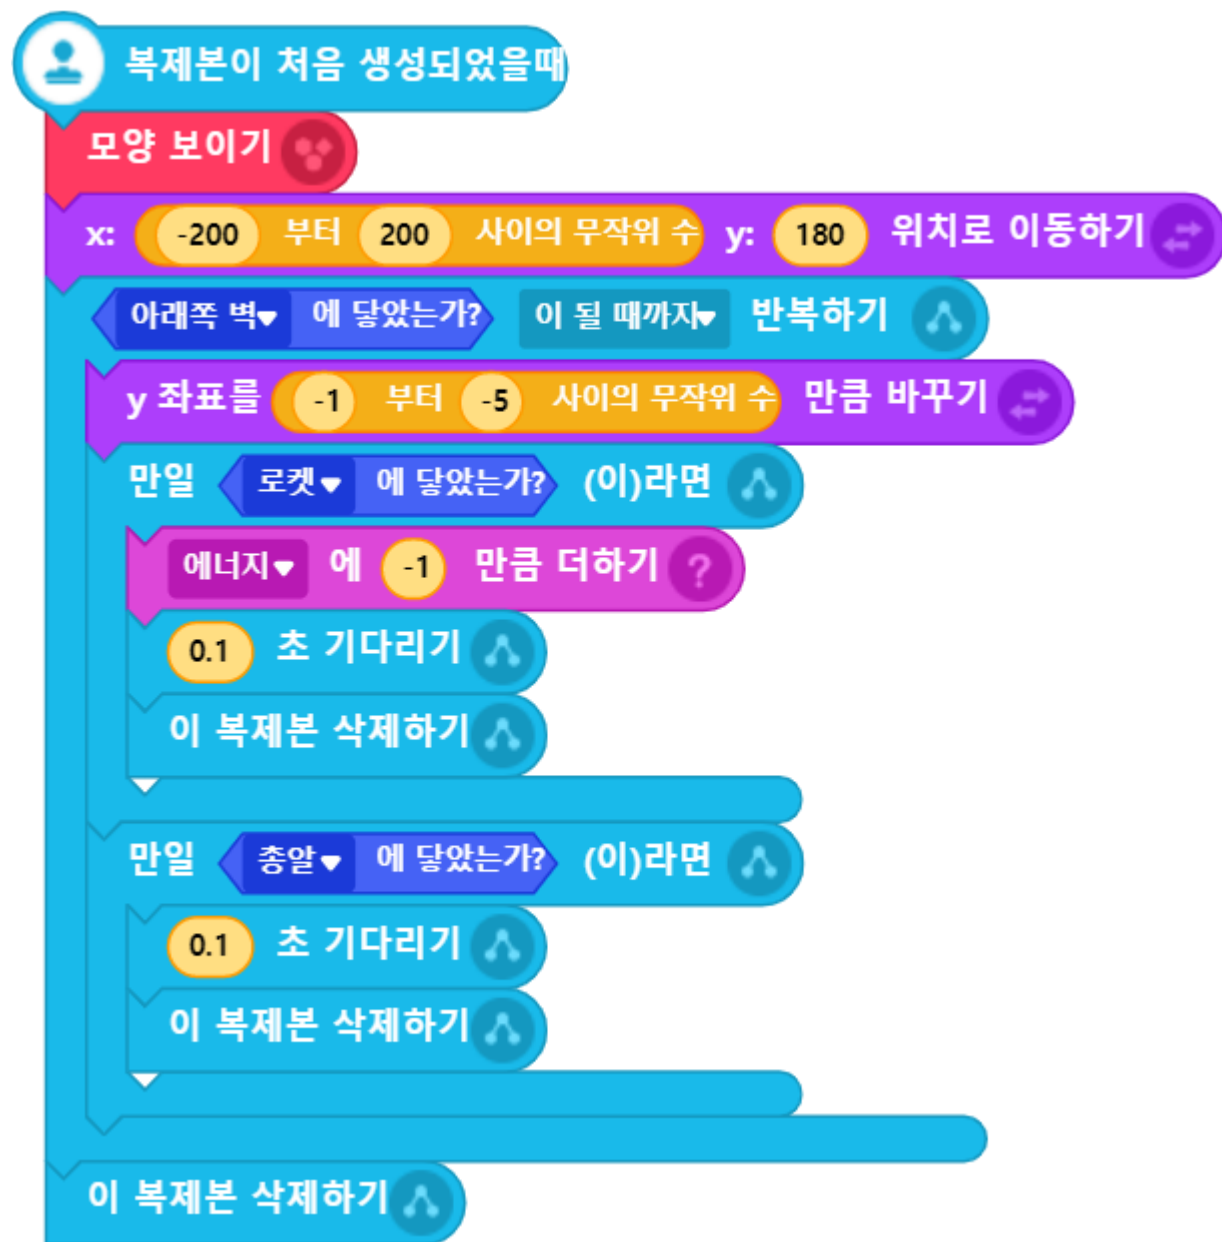 복제본이 처음 생성되었을때
모양 보이기
x: -200 부터 200 사이의 무작위 수 y: 180 위치로 이동하기
아래쪽 벽 에 닿았는가? 이 될 때까지 반복하기
y 좌표를 -1 부터 -5 사이의 무작위 수 만큼 바꾸기
만일 로켓 에 닿았는가? (이)라면
에너지 에 -1 만큼 더하기 ?
0.1 초 기다리기
이 복제본 삭제하기
만일 총알 에 닿았는가? (이)라면
0.1 초 기다리기
이 복제본 삭제하기
이 복제본 삭제하기